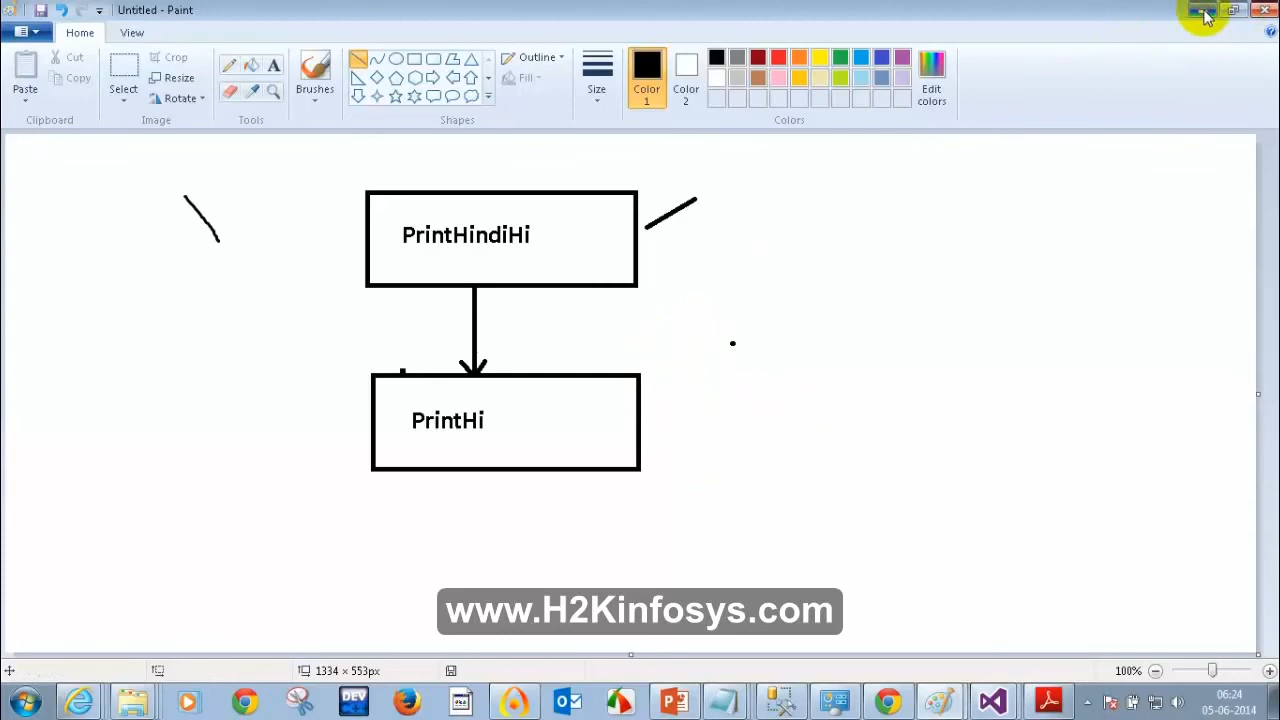 Untitled - Paint
Home
View
Paste
Cut
Copy
Clipboard
Select
Crop
Resize
Rotate
Image
A
Tools
Brushes
Shapes
Outline
Fill
Size
Color
1
Color
2
Edit
colors
Colors
PrintHindiHi
PrintHi
www.H2Kinfosys.com
1334 × 553px
100%
DEV
06:24
05-06-2014